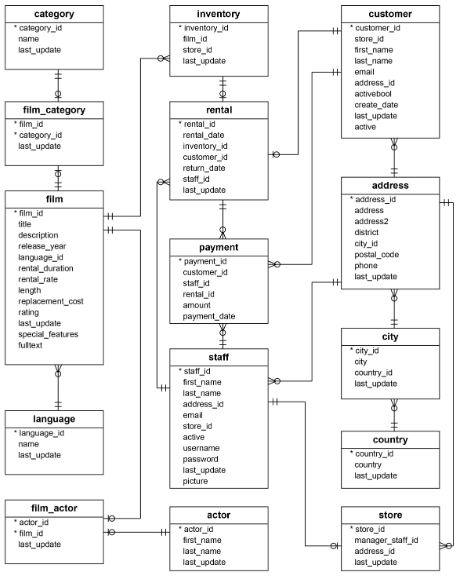 category
* category_id
name
last_update
film_category
* film_id
* category_id
last_update
film
* film_id
title
description
release_year
language_id
rental_duration
rental_rate
length
replacement_cost
rating
last_update
special_features
fulltext
language
* language_id
name
last_update
film_actor
* actor_id
* film_id
last_update
inventory
* inventory_id
film_id
store_id
last_update
rental
* rental_id
rental_date
inventory_id
customer_id
return_date
staff_id
last_update
payment
* payment_id
customer_id
staff_id
rental_id
amount
payment_date
staff
* staff_id
first_name
last_name
address_id
email
store_id
active
username
password
last_update
picture
actor
* actor_id
first_name
last_name
last_update
customer
* customer_id
store_id
first_name
last_name
email
address_id
activebool
create_date
last_update
active
address
* address_id
address
address2
district
city_id
postal_code
phone
last_update
city
* city_id
city
country_id
last_update
country
* country_id
country
last_update
store
* store_id
manager_staff_id
address_id
last_update